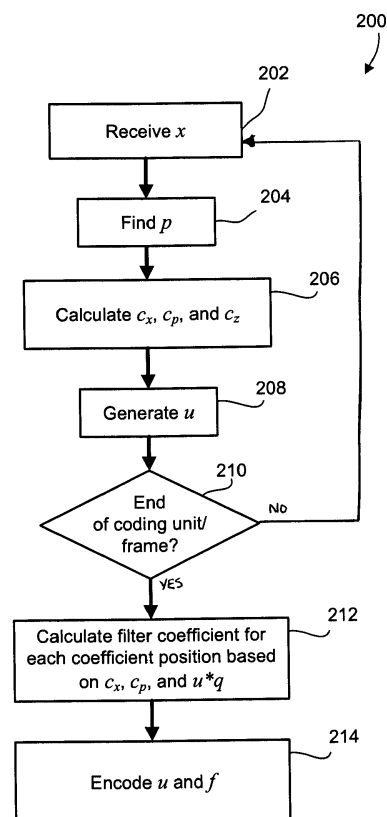 200
202
Receive x
204
Find p
206
Calculate cₓ, cₚ, and c_z
208
Generate u
210
End
of coding unit/
frame?
NO
YES
212
Calculate filter coefficient for
each coefficient position based
on cₓ, cₚ, and u*q
214
Encode u and f